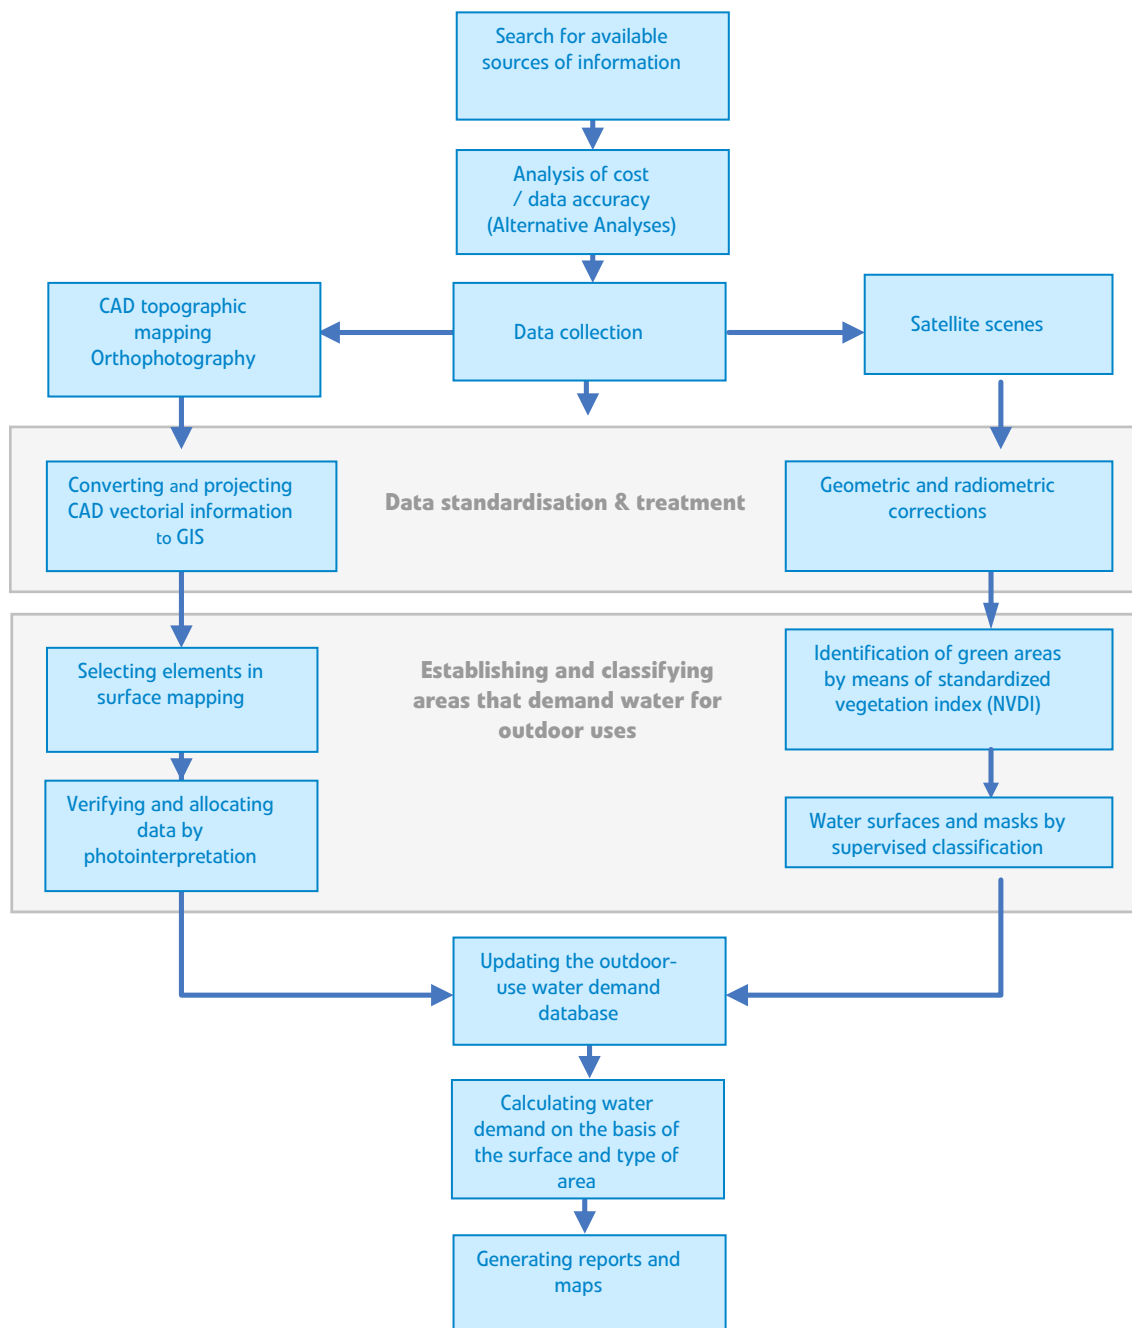 Search for available
sources of information
Analysis of cost
/ data accuracy
(Alternative Analyses)
CAD topographic
mapping
Orthophotography
Data collection
Satellite scenes
Converting and projecting
CAD vectorial information
to GIS
Data standardisation & treatment
Geometric and radiometric
corrections
Selecting elements in
surface mapping
Establishing and classifying
areas that demand water for
outdoor uses
Identification of green areas
by means of standardized
vegetation index (NVDI)
Verifying and allocating
data by
photointerpretation
Water surfaces and masks by
supervised classification
Updating the outdoor-
use water demand
database
Calculating water
demand on the basis of
the surface and type of
area
Generating reports and
maps